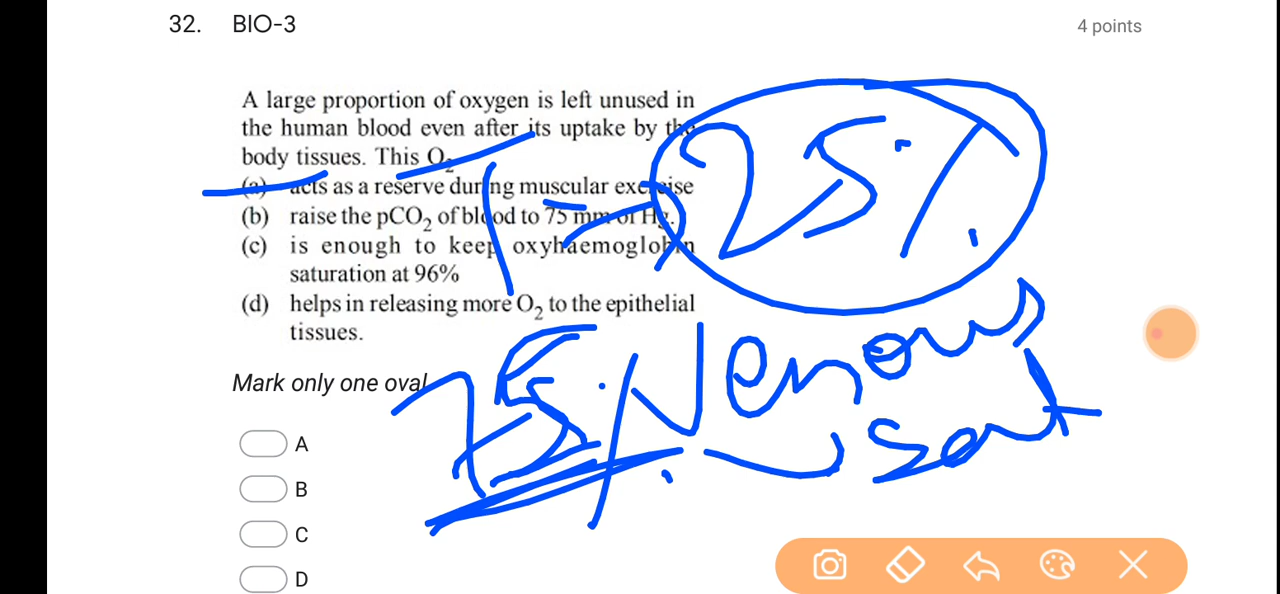 32. BIO-3
4 points
A large proportion of oxygen is left unused in
the human blood even after its uptake by the
body tissues. This O₂
(a) acts as a reserve during muscular exercise
(b) raise the pCO₂ of blood to 75 mm of Hg.
(c) is enough to keep oxyhaemoglobin
saturation at 96%
(d) helps in releasing more O₂ to the epithelial
tissues.
25%
75%
Venous
Mark only one oval
A
B
C
D